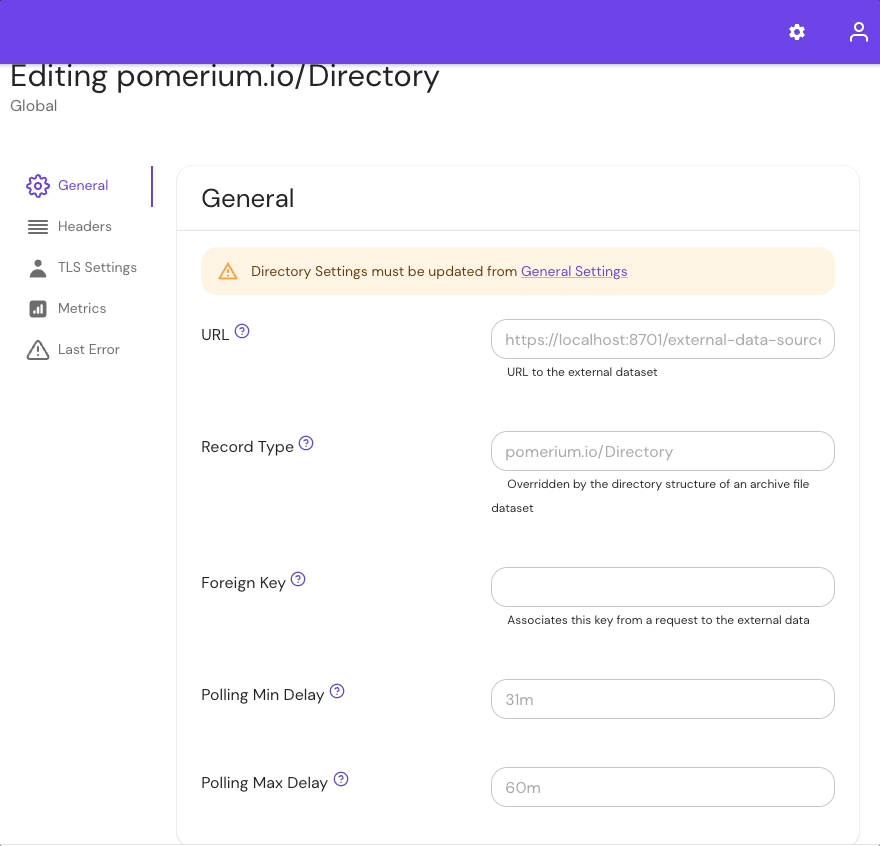 Editing pomerium.io/Directory
Global
General
Headers
TLS Settings
Metrics
Last Error
General
Directory Settings must be updated from General Settings
URL
https://localhost:8701/external-data-source
URL to the external dataset
Record Type
pomerium.io/Directory
Overridden by the directory structure of an archive file
dataset
Foreign Key
Associates this key from a request to the external data
Polling Min Delay
31m
Polling Max Delay
60m